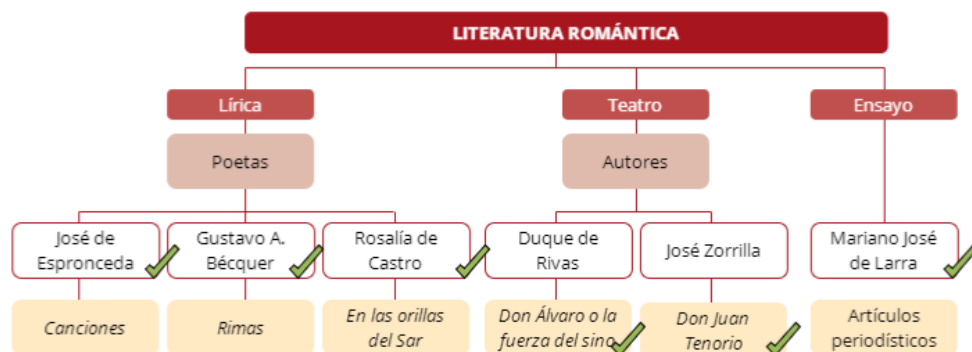 LITERATURA ROMÁNTICA
Lírica
Teatro
Ensayo
Poetas
Autores
José de
Espronceda
Gustavo A.
Bécquer
Rosalía de
Castro
Duque de
Rivas
José Zorrilla
Mariano José
de Larra
Canciones
Rimas
En las orillas
del Sar
Don Álvaro o la
fuerza del sino
Don Juan
Tenorio
Artículos
periodísticos